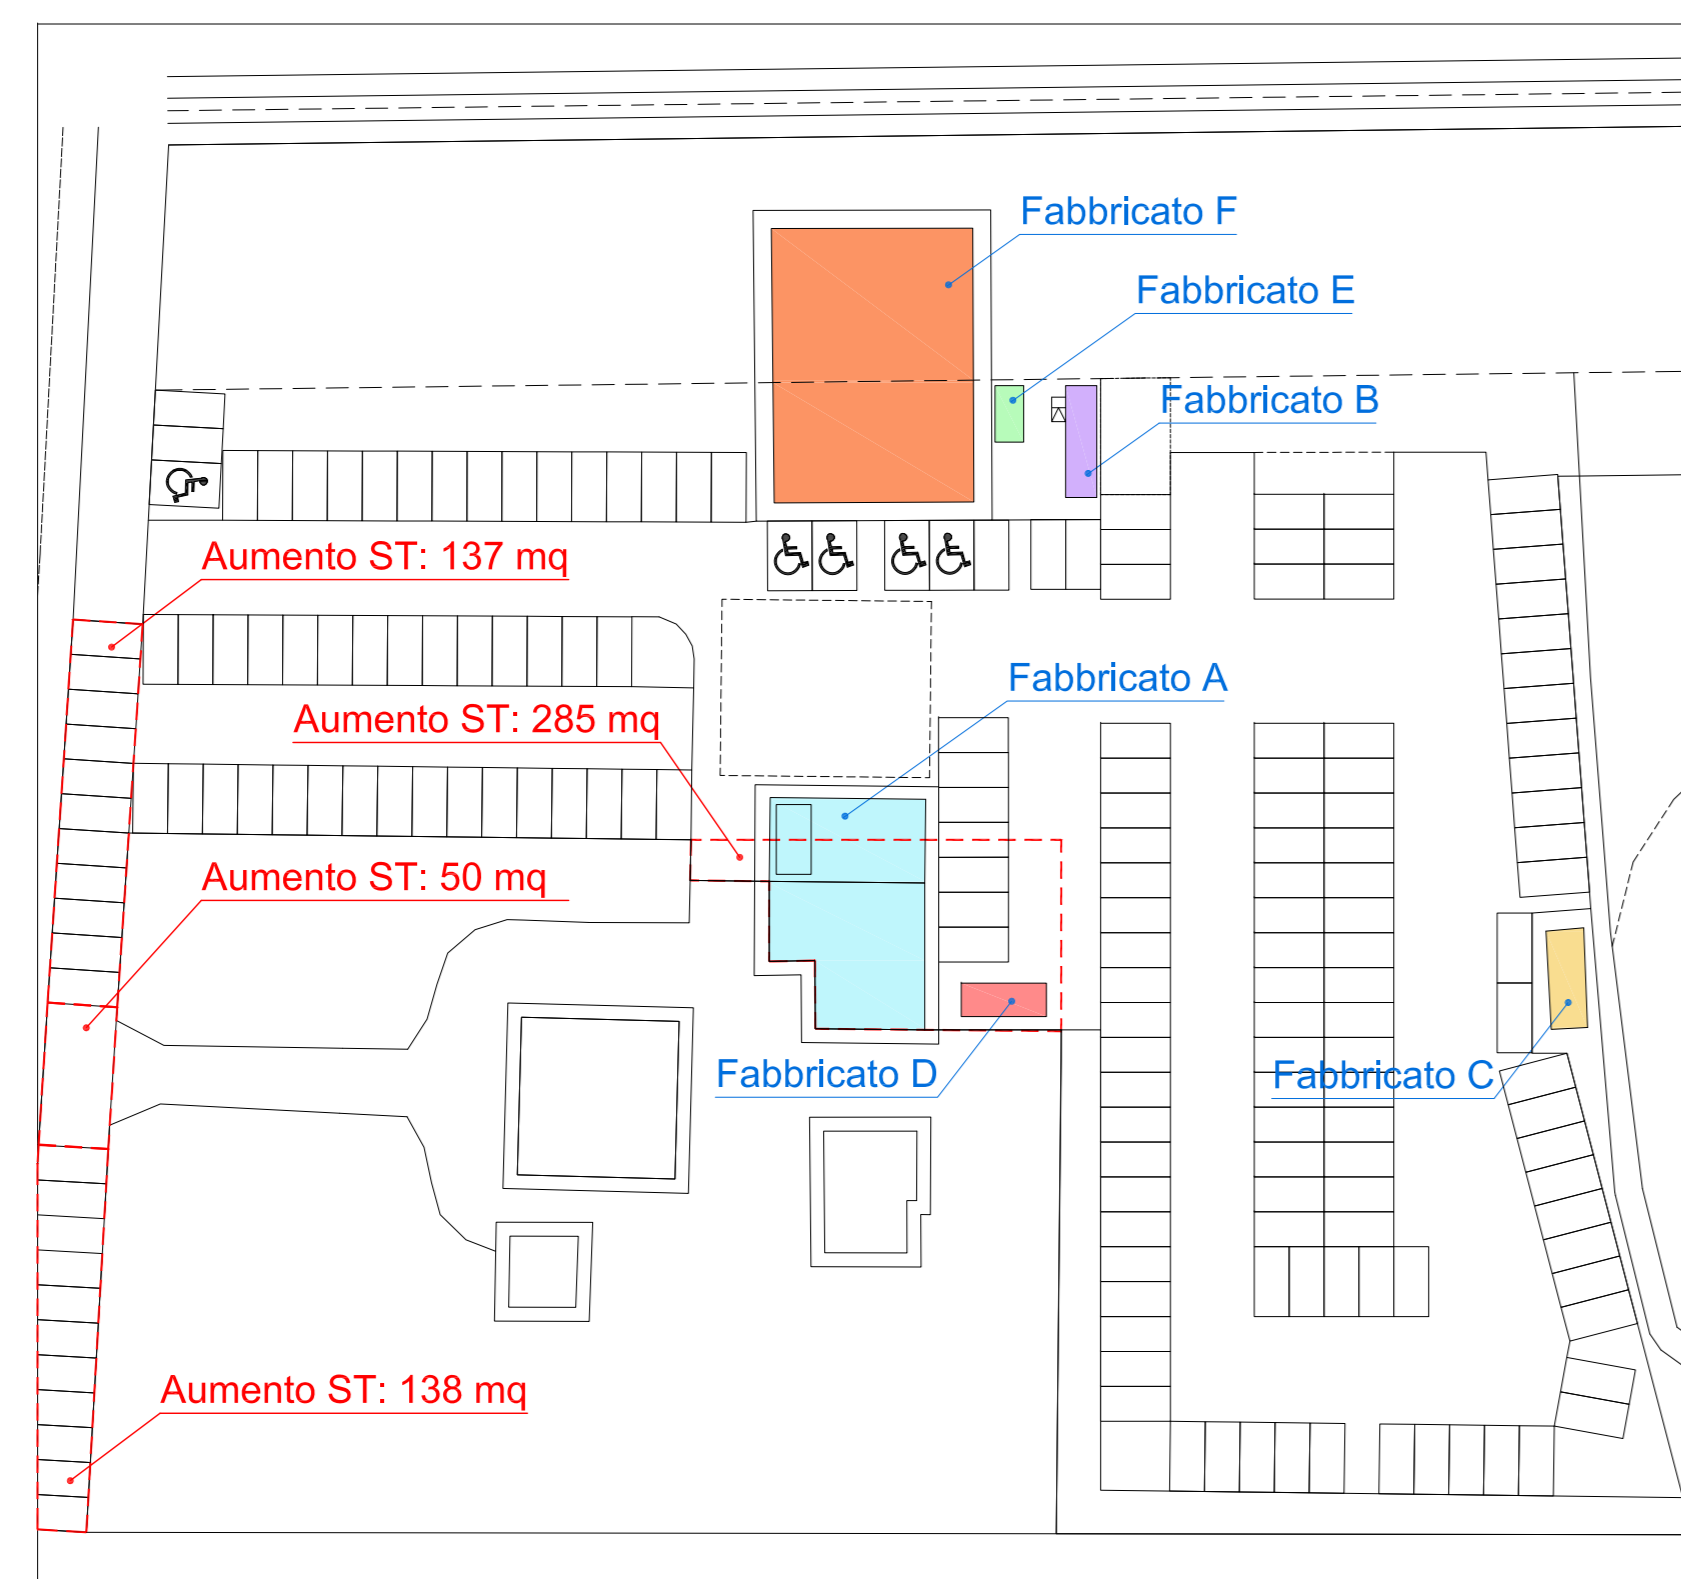 Fabbricato F
Fabbricato E
Fabbricato B
Aumento ST: 137 mq
Fabbricato A
Aumento ST: 285 mq
Aumento ST: 50 mq
Fabbricato D
Fabbricato C
Aumento ST: 138 mq